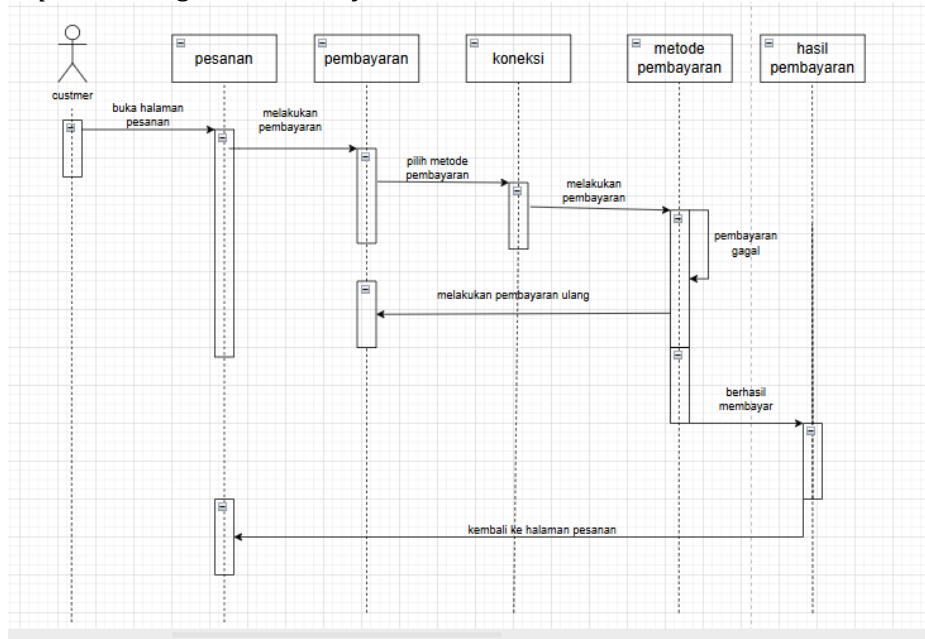 custmer
pesanan
pembayaran
koneksi
metode
pembayaran
hasil
pembayaran
buka halaman
pesanan
melakukan
pembayaran
pilih metode
pembayaran
melakukan
pembayaran
pembayaran
gagal
melakukan pembayaran ulang
berhasil
membayar
kembali ke halaman pesanan